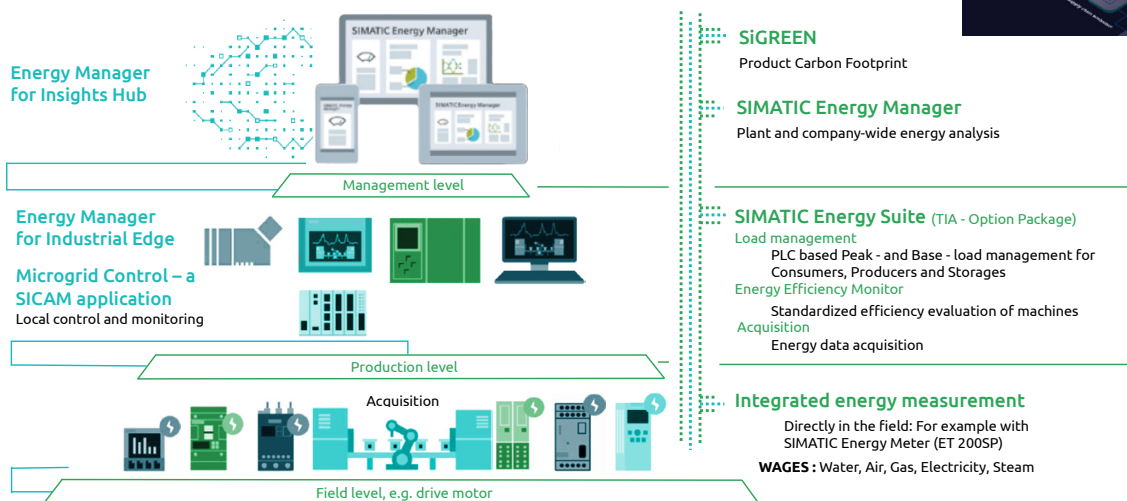 Energy Manager
for Insights Hub
SIMATIC Energy Manager
SIMATIC Energy Manager
Management level
Energy Manager
for Industrial Edge
Microgrid Control – a
SICAM application
Local control and monitoring
Production level
Acquisition
Field level, e.g. drive motor
SiGREEN
Product Carbon Footprint
SIMATIC Energy Manager
Plant and company-wide energy analysis
SIMATIC Energy Suite (TIA - Option Package)
Load management
PLC based Peak - and Base - load management for
Consumers, Producers and Storages
Energy Efficiency Monitor
Standardized efficiency evaluation of machines
Acquisition
Energy data acquisition
Integrated energy measurement
Directly in the field: For example with
SIMATIC Energy Meter (ET 200SP)
WAGES : Water, Air, Gas, Electricity, Steam